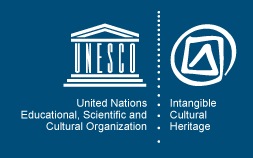 UNESCO
United Nations
Educational, Scientific and
Cultural Organization
Intangible
Cultural
Heritage